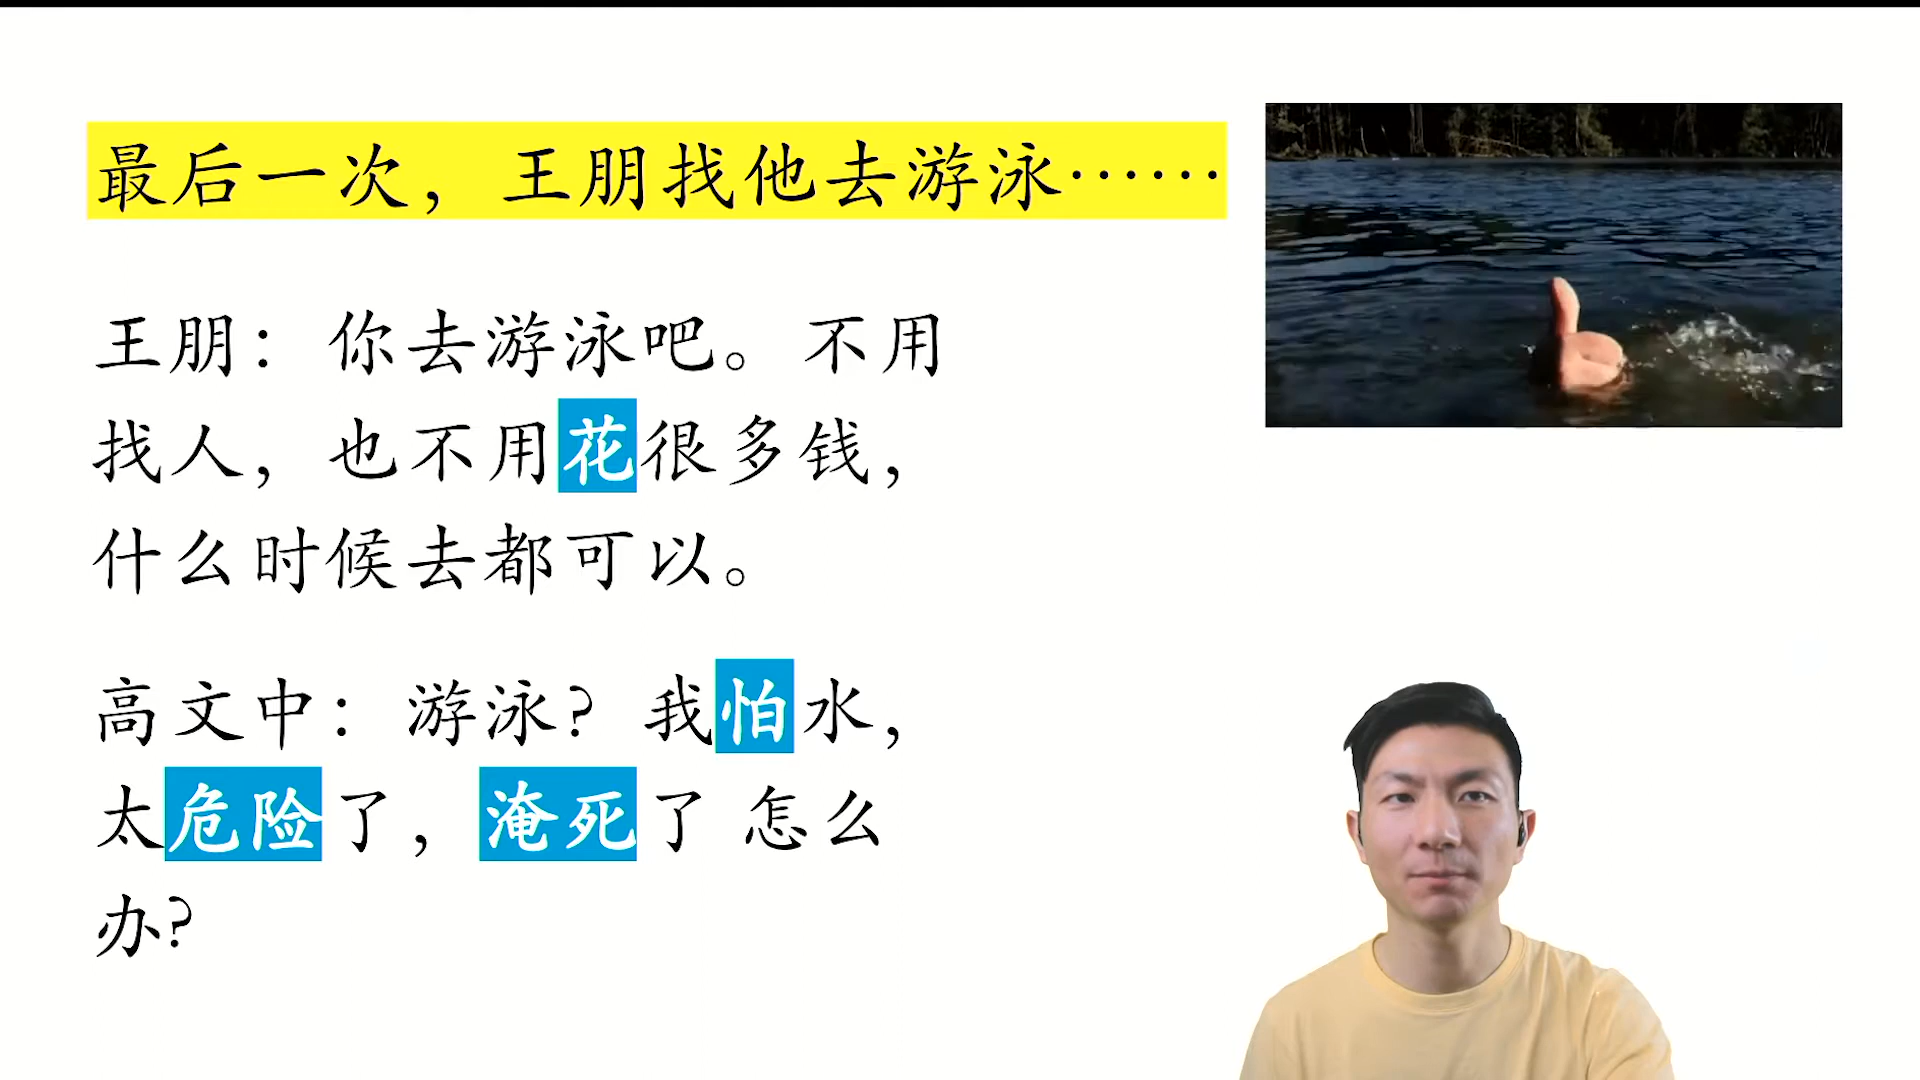 最后一次，王朋找他去游泳……
王朋：你去游泳吧。不用
找人，也不用花很多钱，
什么时候去都可以。
高文中：游泳？我怕水，
太危险了，淹死了 怎么
办？